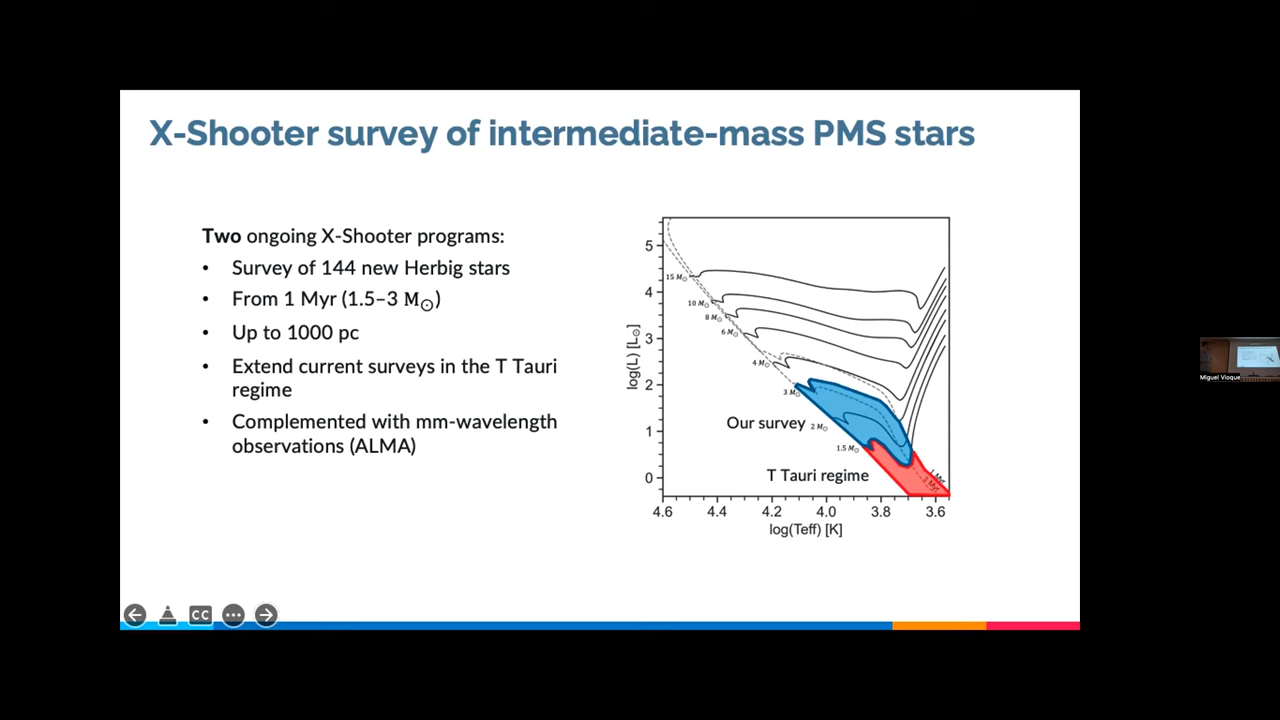 X-Shooter survey of intermediate-mass PMS stars
Two ongoing X-Shooter programs:
• Survey of 144 new Herbig stars
• From 1 Myr (1.5–3 M⊙)
• Up to 1000 pc
• Extend current surveys in the T Tauri
regime
• Complemented with mm-wavelength
observations (ALMA)
log(L) [L⊙]
5
4
3
2
1
0
15 M⊙
10 M⊙
8 M⊙
6 M⊙
4 M⊙
3 M⊙
Our survey
2 M⊙
1.5 M⊙
T Tauri regime
1 Myr
4.6 4.4 4.2 4.0 3.8 3.6
log(Teff) [K]
CC
Miguel Vioque